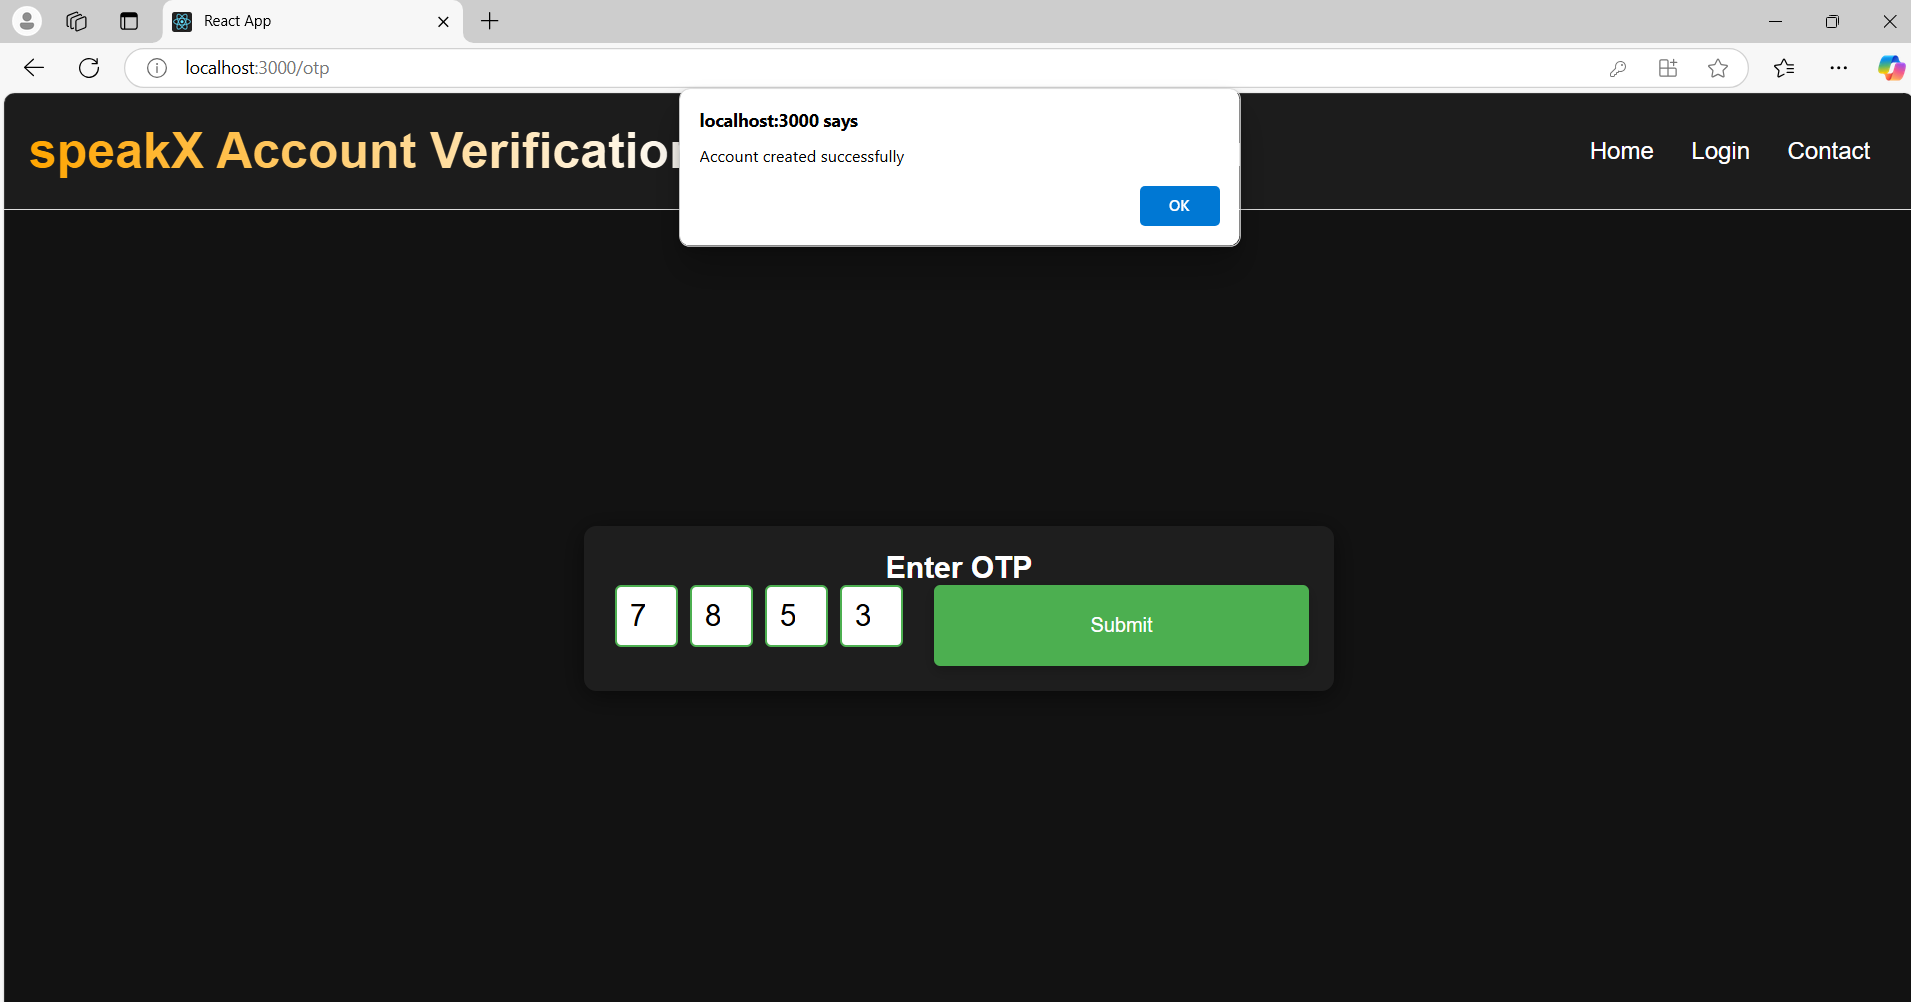 React App
localhost:3000/otp
localhost:3000 says
Account created successfully
OK
speakX Account Verification
Home Login Contact
Enter OTP
7 8 5 3
Submit